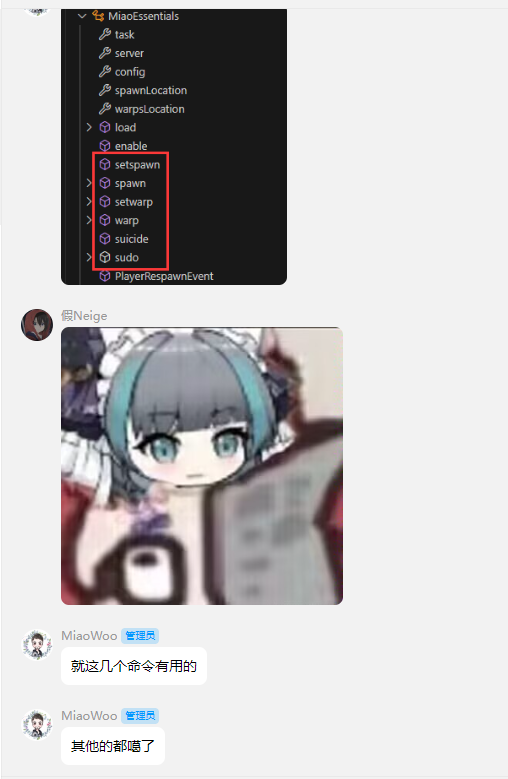 MiaoEssentials
task
server
config
spawnLocation
warpsLocation
load
enable
setspawn
spawn
setwarp
warp
suicide
sudo
PlayerRespawnEvent
假Neige
MiaoWoo 管理员
就这几个命令有用的
MiaoWoo 管理员
其他的都噶了